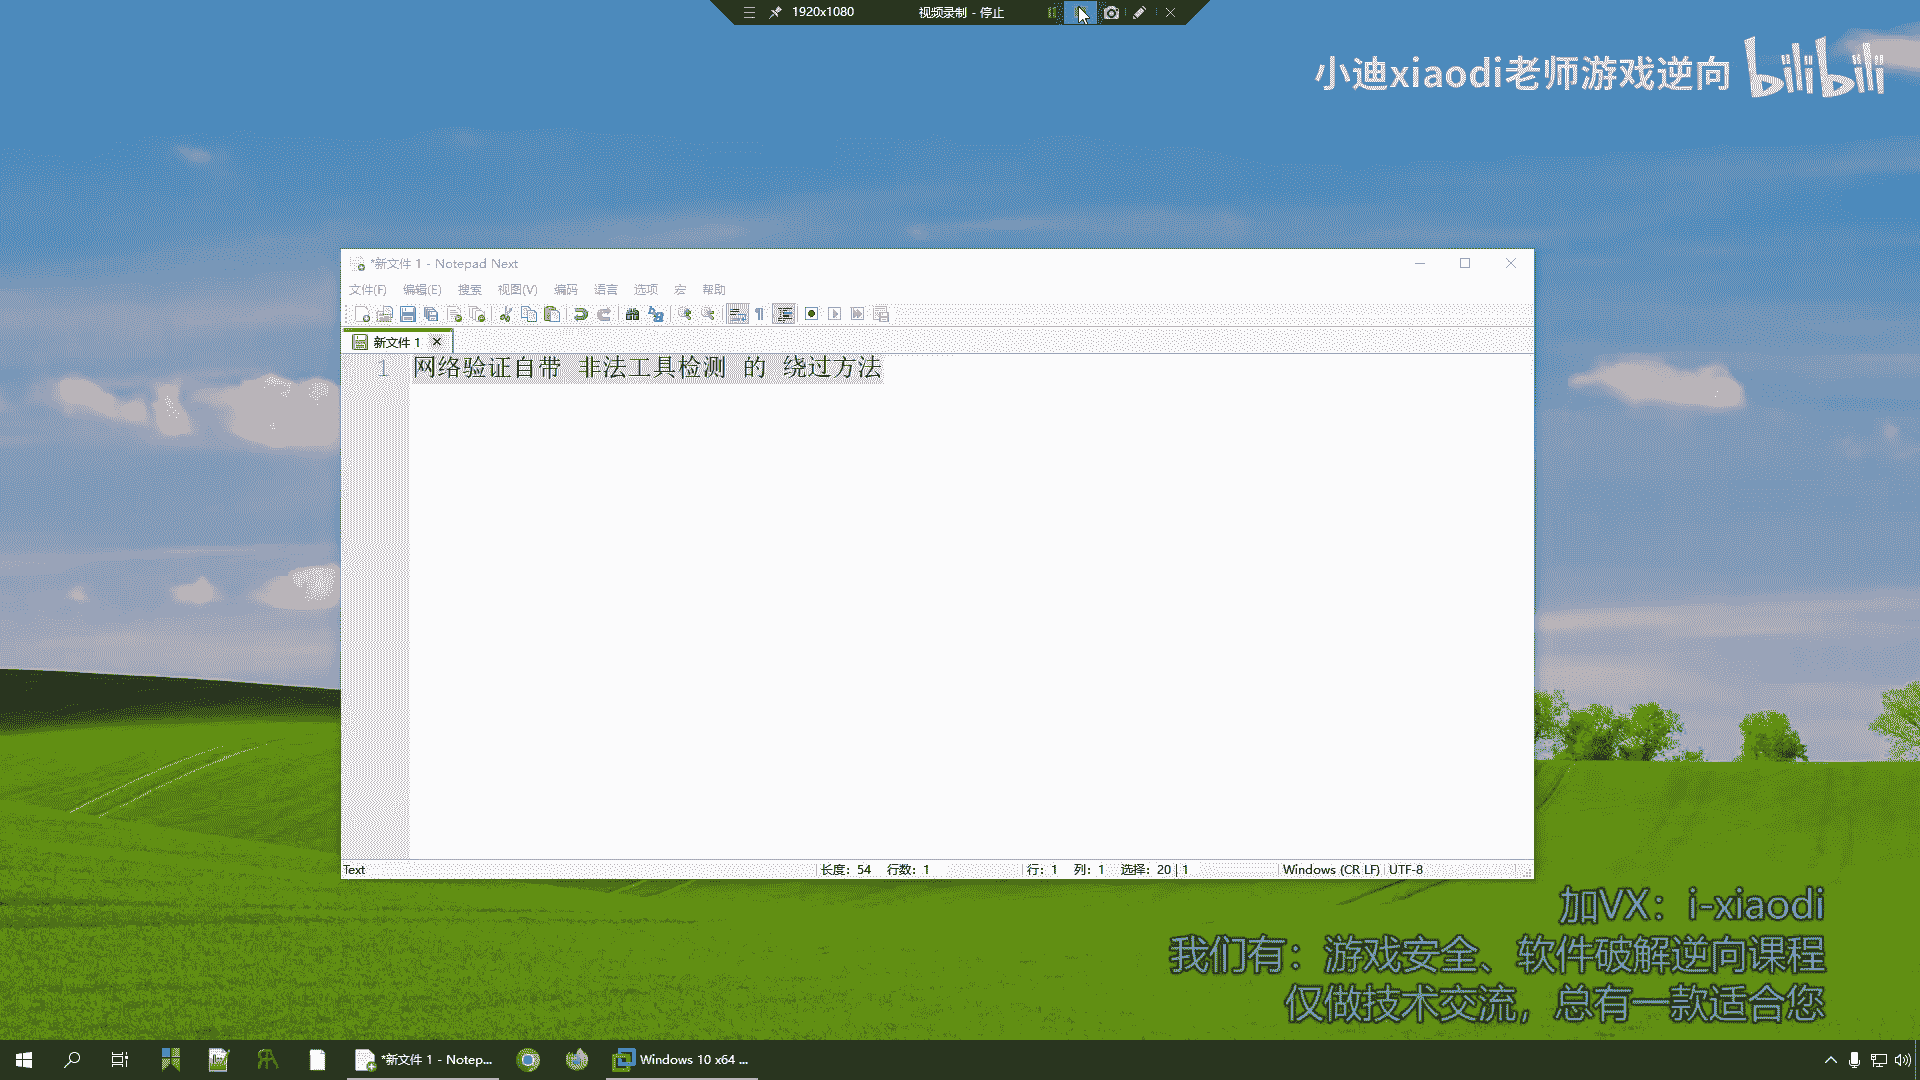 1920x1080
视频录制 - 停止
小迪xiaodi老师游戏逆向 bilibili
*新文件 1 - Notepad Next
文件(F) 编辑(E) 搜索 视图(V) 编码 语言 选项 宏 帮助
新文件 1
1 网络验证自带 非法工具检测 的 绕过方法
Text 长度: 54 行数: 1 行: 1 列: 1 选择: 20 | 1 Windows (CR LF) UTF-8
加VX：i-xiaodi
我们有：游戏安全、软件破解逆向课程
仅做技术交流，总有一款适合您
*新文件 1 - Notep... Windows 10 x64 ...